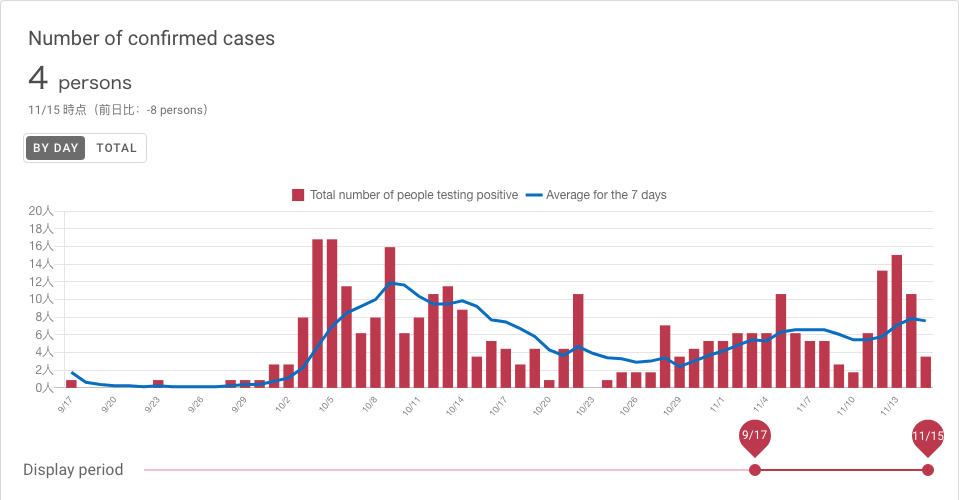 Number of confirmed cases
4 persons
11/15 時点（前日比：-8 persons）
BY DAY TOTAL
Total number of people testing positive Average for the 7 days
20人
18人
16人
14人
12人
10人
8人
6人
4人
2人
0人
9/17 9/20 9/23 9/26 9/29 10/2 10/5 10/8 10/11 10/14 10/17 10/20 10/23 10/26 10/29 11/1 11/4 11/7 11/10 11/13
9/17 11/15
Display period